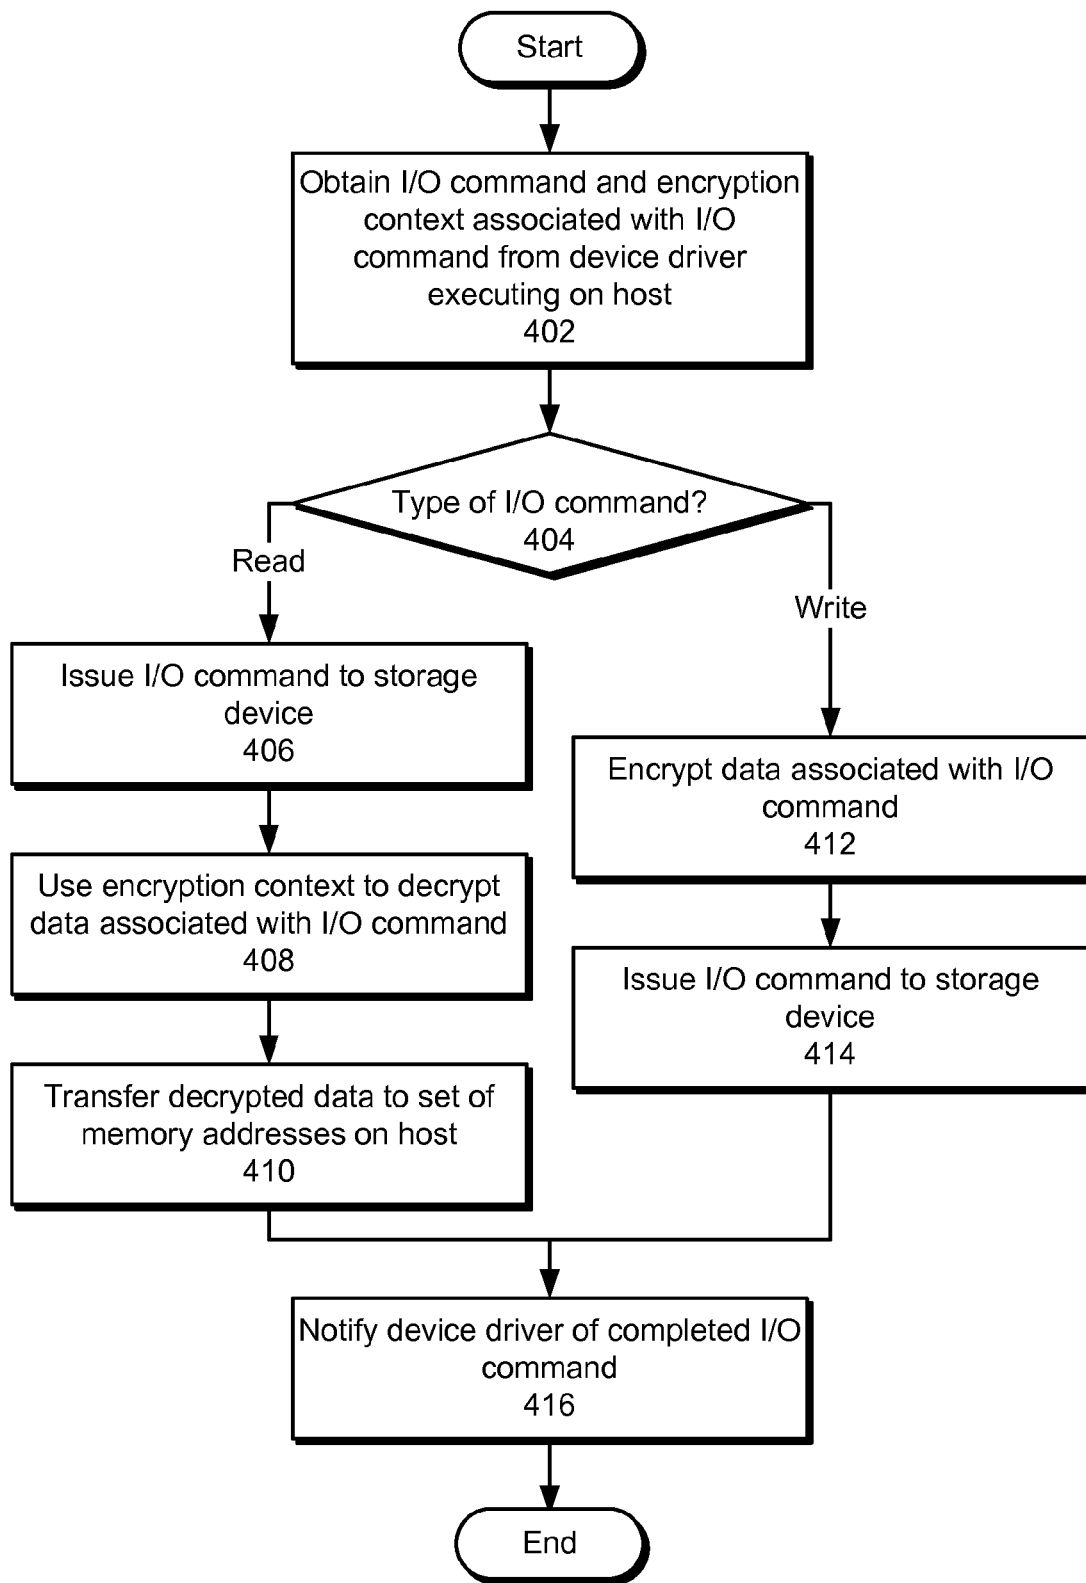 Start
Obtain I/O command and encryption
context associated with I/O
command from device driver
executing on host
402
Type of I/O command?
404
Read
Write
Issue I/O command to storage
device
406
Use encryption context to decrypt
data associated with I/O command
408
Transfer decrypted data to set of
memory addresses on host
410
Encrypt data associated with I/O
command
412
Issue I/O command to storage
device
414
Notify device driver of completed I/O
command
416
End